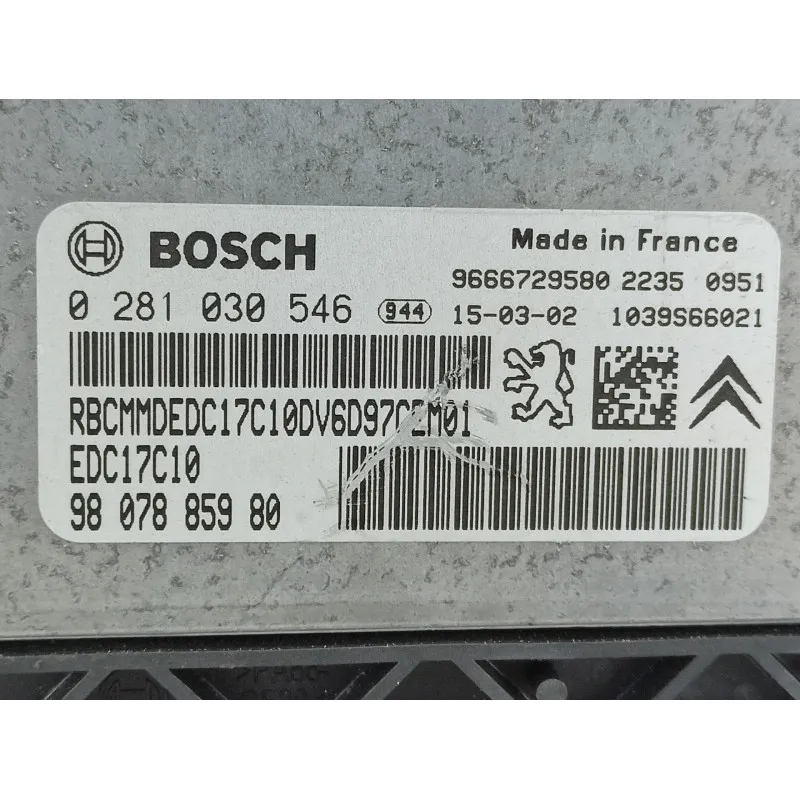 BOSCH
Made in France
9666729580 2235 0951
0 281 030 546 944 15-03-02 1039S66021
EDC17C10
98 078 859 80